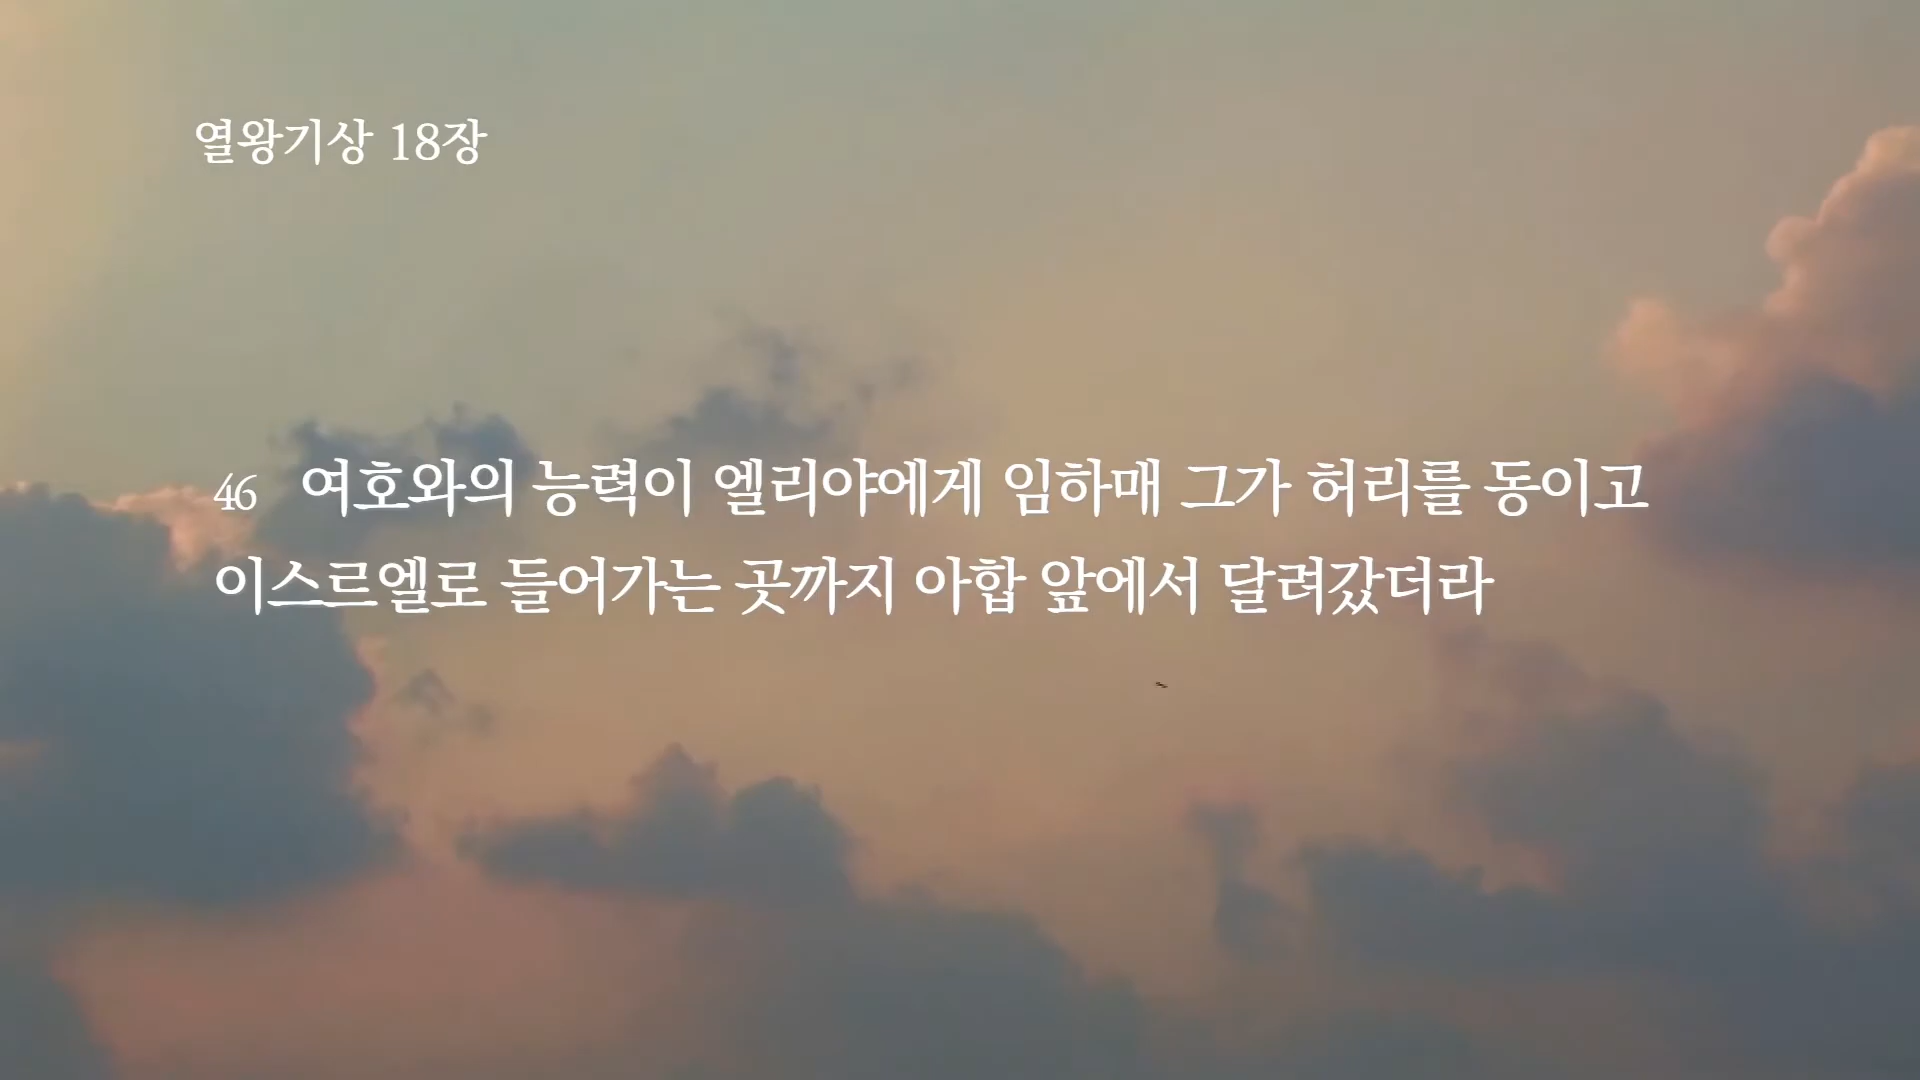 열왕기상 18장
46 여호와의 능력이 엘리야에게 임하매 그가 허리를 동이고
이스르엘로 들어가는 곳까지 아합 앞에서 달려갔더라